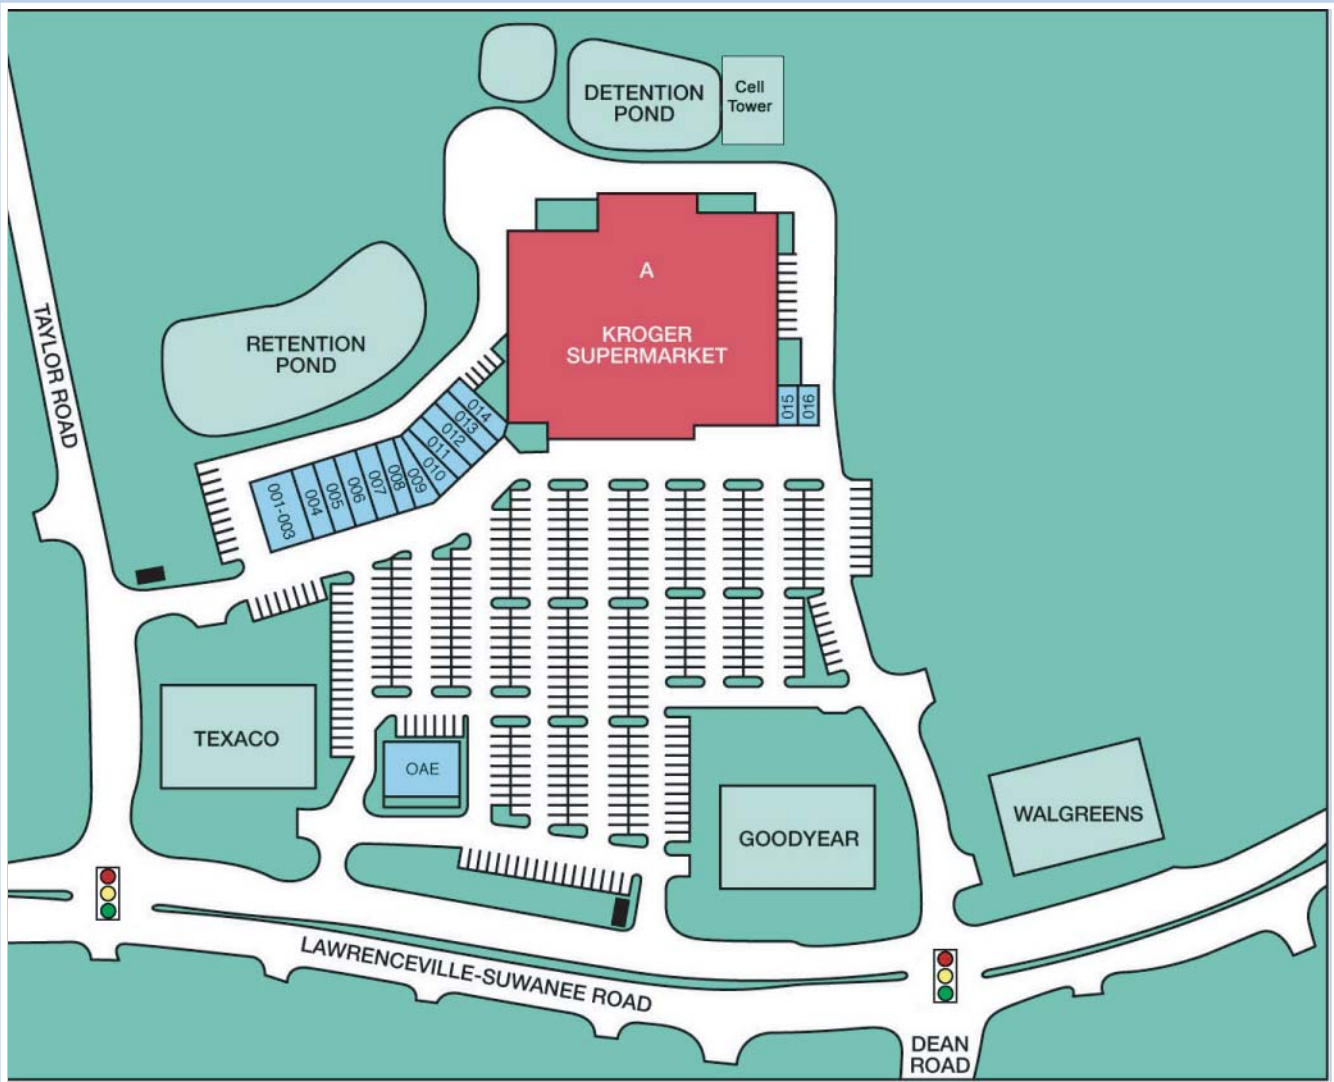 DETENTION
POND
Cell
Tower
A
KROGER
SUPERMARKET
TAYLOR ROAD
RETENTION
POND
001-003
004
005
006
007
008
009
010
011
012
013
014
015
016
TEXACO
OAE
GOODYEAR
WALGREENS
LAWRENCEVILLE-SUWANEE ROAD
DEAN
ROAD